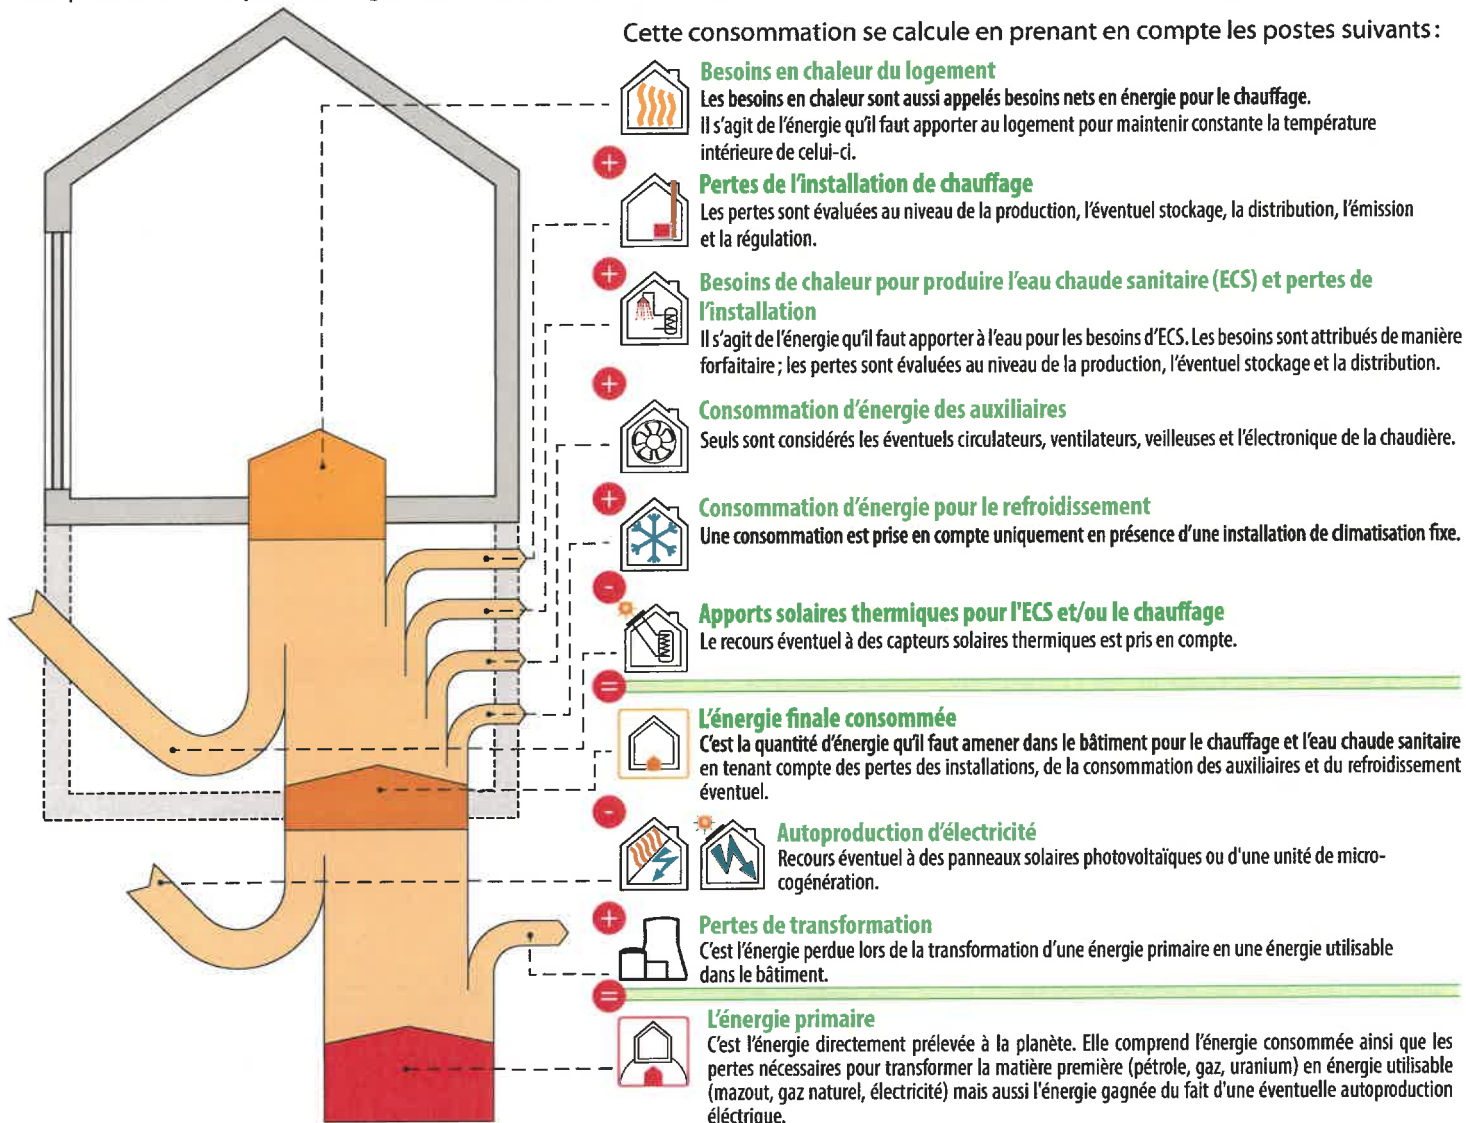 Cette consommation se calcule en prenant en compte les postes suivants :
Besoins en chaleur du logement
Les besoins en chaleur sont aussi appelés besoins nets en énergie pour le chauffage.
Il s'agit de l'énergie qu'il faut apporter au logement pour maintenir constante la température
intérieure de celui-ci.
+
Pertes de l'installation de chauffage
Les pertes sont évaluées au niveau de la production, l'éventuel stockage, la distribution, l'émission
et la régulation.
+
Besoins de chaleur pour produire l'eau chaude sanitaire (ECS) et pertes de
l'installation
Il s'agit de l'énergie qu'il faut apporter à l'eau pour les besoins d'ECS. Les besoins sont attribués de manière
forfaitaire ; les pertes sont évaluées au niveau de la production, l'éventuel stockage et la distribution.
+
Consommation d'énergie des auxiliaires
Seuls sont considérés les éventuels circulateurs, ventilateurs, veilleuses et l'électronique de la chaudière.
+
Consommation d'énergie pour le refroidissement
Une consommation est prise en compte uniquement en présence d'une installation de climatisation fixe.
-
Apports solaires thermiques pour l'ECS et/ou le chauffage
Le recours éventuel à des capteurs solaires thermiques est pris en compte.
=
L'énergie finale consommée
C'est la quantité d'énergie qu'il faut amener dans le bâtiment pour le chauffage et l'eau chaude sanitaire
en tenant compte des pertes des installations, de la consommation des auxiliaires et du refroidissement
éventuel.
-
Autoproduction d'électricité
Recours éventuel à des panneaux solaires photovoltaïques ou d'une unité de micro-
cogénération.
+
Pertes de transformation
C'est l'énergie perdue lors de la transformation d'une énergie primaire en une énergie utilisable
dans le bâtiment.
=
L'énergie primaire
C'est l'énergie directement prélevée à la planète. Elle comprend l'énergie consommée ainsi que les
pertes nécessaires pour transformer la matière première (pétrole, gaz, uranium) en énergie utilisable
(mazout, gaz naturel, électricité) mais aussi l'énergie gagnée du fait d'une éventuelle autoproduction
éléctrique.